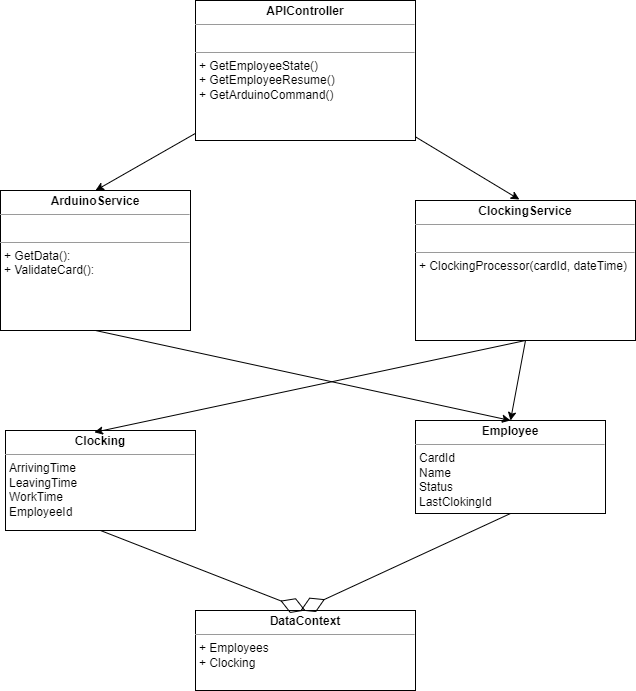 APIController
+ GetEmployeeState()
+ GetEmployeeResume()
+ GetArduinoCommand()
ArduinoService
+ GetData():
+ ValidateCard():
ClockingService
+ ClockingProcessor(cardId, dateTime)
Clocking
ArrivingTime
LeavingTime
WorkTime
EmployeeId
Employee
CardId
Name
Status
LastClokingId
DataContext
+ Employees
+ Clocking